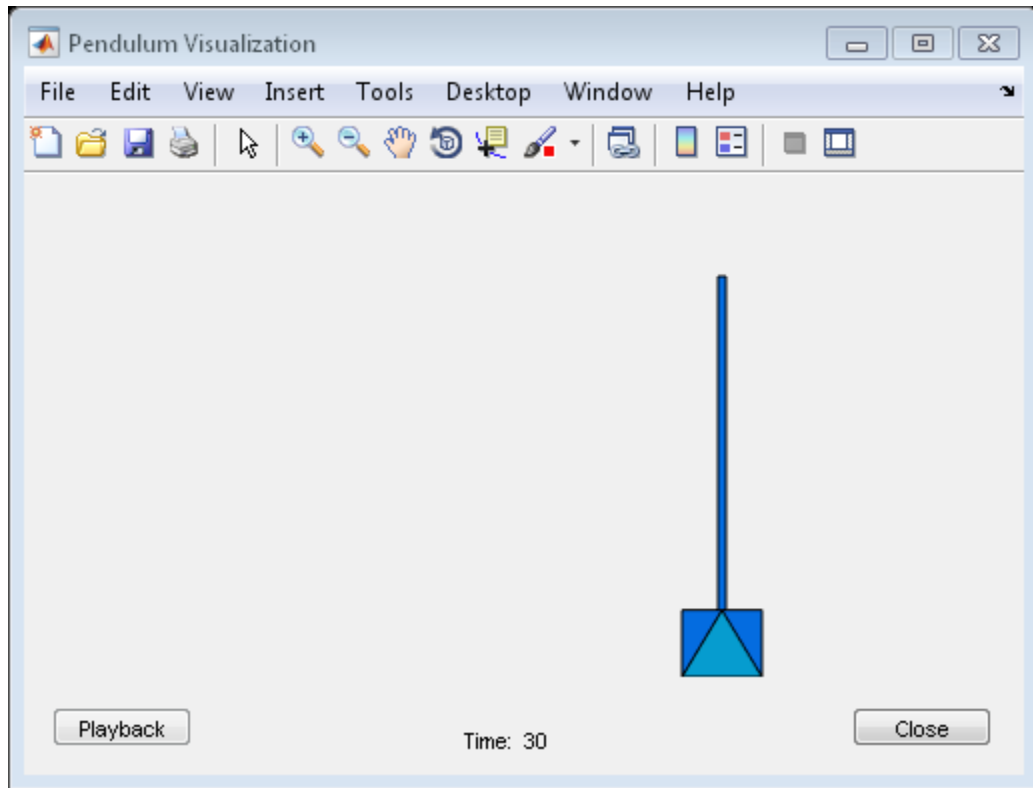 Pendulum Visualization
File Edit View Insert Tools Desktop Window Help
Playback
Time: 30
Close